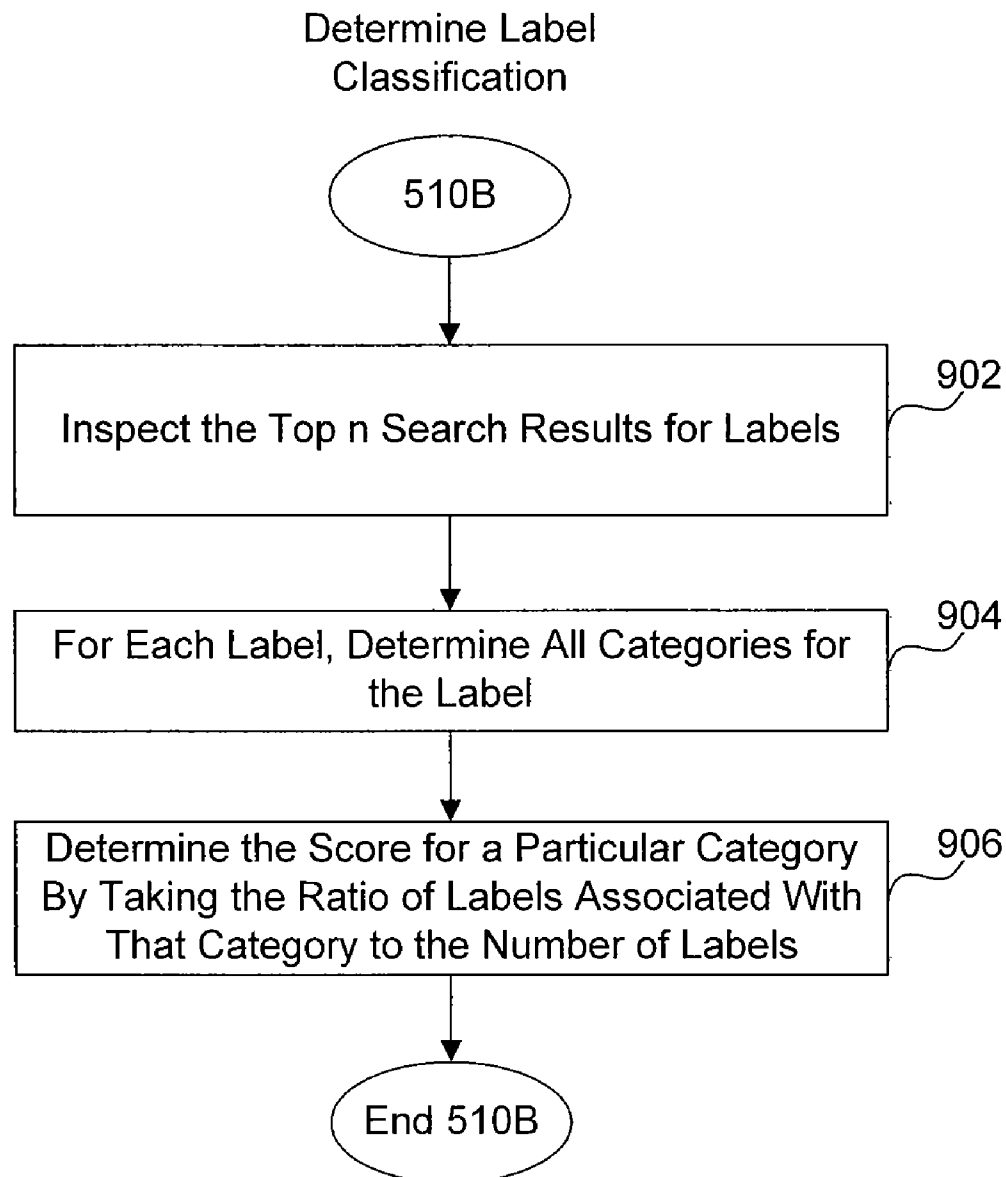 Determine Label
Classification
510B
902
Inspect the Top n Search Results for Labels
904
For Each Label, Determine All Categories for
the Label
906
Determine the Score for a Particular Category
By Taking the Ratio of Labels Associated With
That Category to the Number of Labels
End 510B